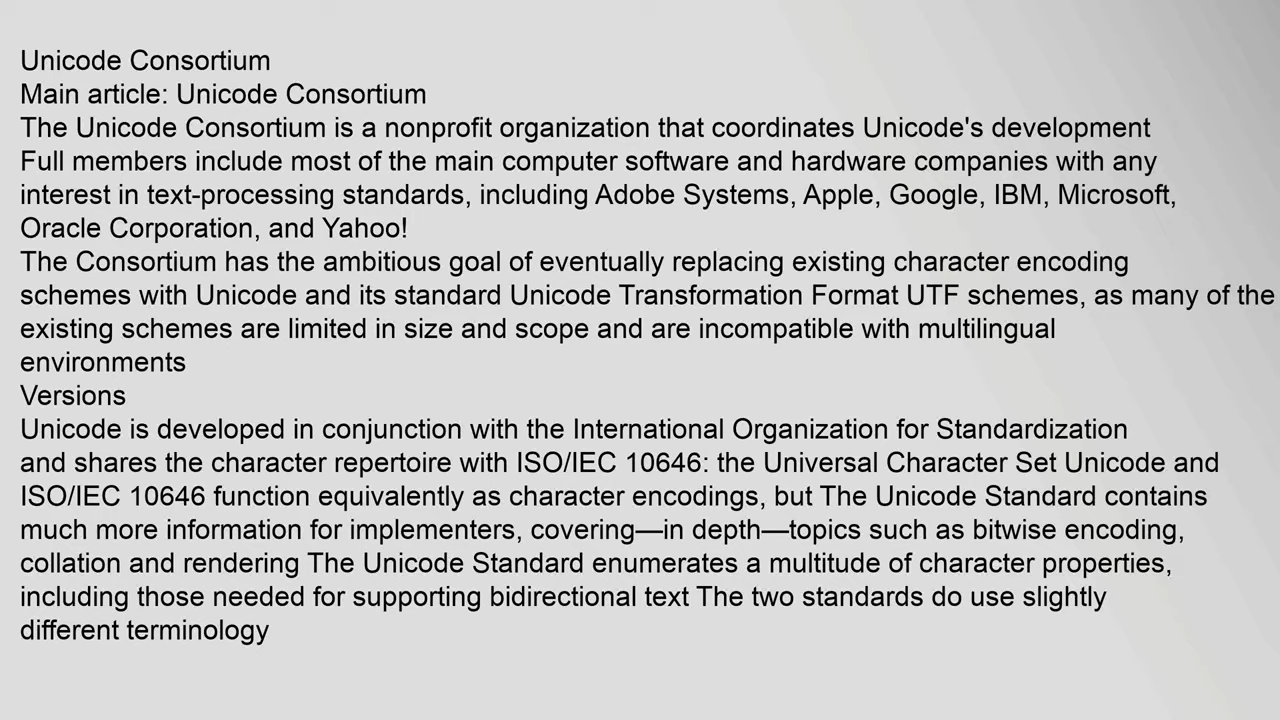 Unicode Consortium
Main article: Unicode Consortium
The Unicode Consortium is a nonprofit organization that coordinates Unicode's development
Full members include most of the main computer software and hardware companies with any
interest in text-processing standards, including Adobe Systems, Apple, Google, IBM, Microsoft,
Oracle Corporation, and Yahoo!
The Consortium has the ambitious goal of eventually replacing existing character encoding
schemes with Unicode and its standard Unicode Transformation Format UTF schemes, as many of the
existing schemes are limited in size and scope and are incompatible with multilingual
environments
Versions
Unicode is developed in conjunction with the International Organization for Standardization
and shares the character repertoire with ISO/IEC 10646: the Universal Character Set Unicode and
ISO/IEC 10646 function equivalently as character encodings, but The Unicode Standard contains
much more information for implementers, covering—in depth—topics such as bitwise encoding,
collation and rendering The Unicode Standard enumerates a multitude of character properties,
including those needed for supporting bidirectional text The two standards do use slightly
different terminology